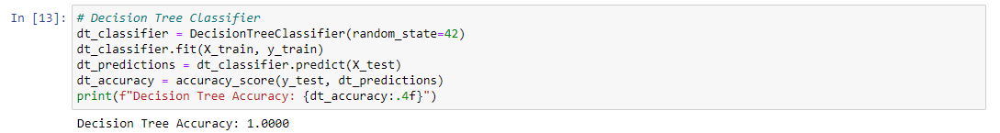 In [13]: # Decision Tree Classifier
dt_classifier = DecisionTreeClassifier(random_state=42)
dt_classifier.fit(X_train, y_train)
dt_predictions = dt_classifier.predict(X_test)
dt_accuracy = accuracy_score(y_test, dt_predictions)
print(f"Decision Tree Accuracy: {dt_accuracy:.4f}")
Decision Tree Accuracy: 1.0000